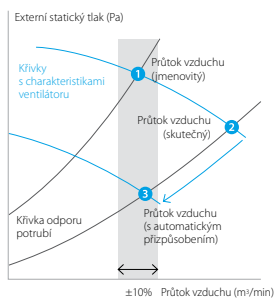 Externí statický tlak (Pa)
Křivky
s charakteristikami
ventilátoru
1
Průtok vzduchu
(jmenovitý)
Průtok vzduchu
(skutečný)
2
3
Křivka odporu
potrubí
Průtok vzduchu
(s automatickým
přizpůsobením)
±10% Průtok vzduchu (m³/min)